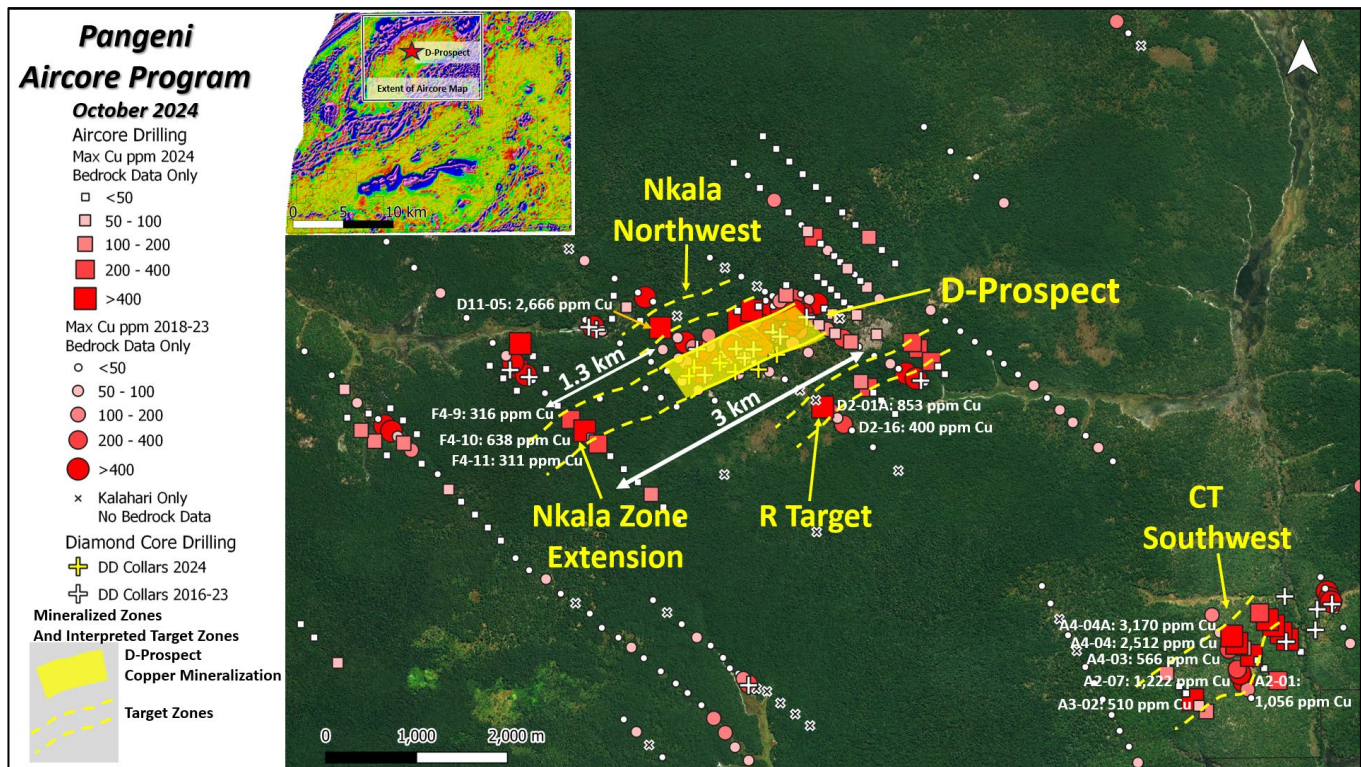 Pangeni
Aircore Program
October 2024
Aircore Drilling
Max Cu ppm 2024
Bedrock Data Only
<50
50 - 100
100 - 200
200 - 400
>400
Max Cu ppm 2018-23
Bedrock Data Only
<50
50 - 100
100 - 200
200 - 400
>400
Kalahari Only
No Bedrock Data
Diamond Core Drilling
DD Collars 2024
DD Collars 2016-23
Mineralized Zones
And Interpreted Target Zones
D-Prospect
Copper Mineralization
Target Zones
D-Prospect
Extent of Aircore Map
0 5 10 km
Nkala
Northwest
D11-05: 2,666 ppm Cu
D-Prospect
1.3 km
3 km
F4-9: 316 ppm Cu
F4-10: 638 ppm Cu
F4-11: 311 ppm Cu
D2-01A: 853 ppm Cu
D2-16: 400 ppm Cu
Nkala Zone
Extension
R Target
CT
Southwest
A4-04A: 3,170 ppm Cu
A4-04: 2,512 ppm Cu
A4-03: 566 ppm Cu
A2-07: 1,222 ppm Cu
A2-01:
1,056 ppm Cu
A3-02: 510 ppm Cu
0 1,000 2,000 m